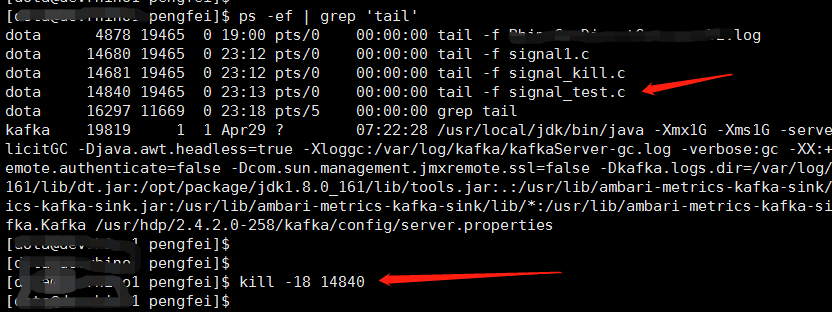 pengfei]$ ps -ef | grep 'tail'
dota 4878 19465 0 19:00 pts/0 00:00:00 tail -f .log
dota 14680 19465 0 23:12 pts/0 00:00:00 tail -f signal1.c
dota 14681 19465 0 23:12 pts/0 00:00:00 tail -f signal_kill.c
dota 14840 19465 0 23:13 pts/0 00:00:00 tail -f signal_test.c
dota 16297 11669 0 23:18 pts/5 00:00:00 grep tail
kafka 19819 1 1 Apr29 ? 07:22:28 /usr/local/jdk/bin/java -Xmx1G -Xms1G -serve
licitGC -Djava.awt.headless=true -Xloggc:/var/log/kafka/kafkaServer-gc.log -verbose:gc -XX:+
emote.authenticate=false -Dcom.sun.management.jmxremote.ssl=false -Dkafka.logs.dir=/var/log/
161/lib/dt.jar:/opt/package/jdk1.8.0_161/lib/tools.jar:.:/usr/lib/ambari-metrics-kafka-sink/
ics-kafka-sink.jar:/usr/lib/ambari-metrics-kafka-sink/lib/*:/usr/lib/ambari-metrics-kafka-si
fka.Kafka /usr/hdp/2.4.2.0-258/kafka/config/server.properties
pengfei]$
pengfei]$
pengfei]$ kill -18 14840
pengfei]$